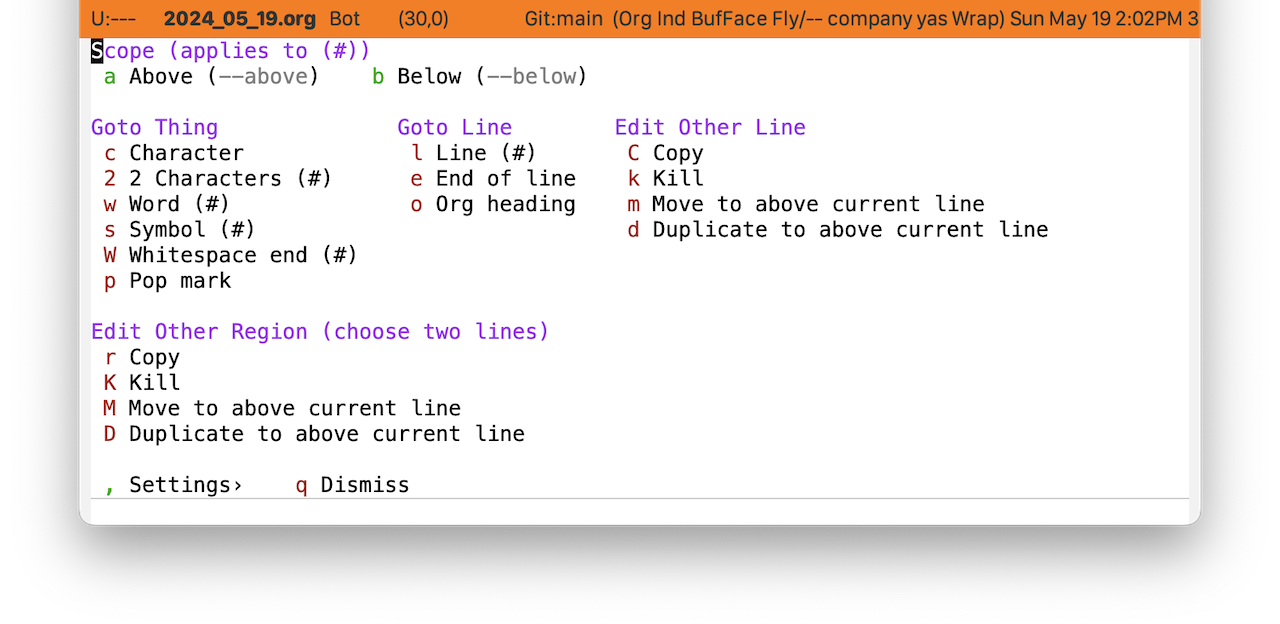 U:--- 2024_05_19.org Bot (30,0) Git:main (Org Ind BufFace Fly/-- company yas Wrap) Sun May 19 2:02PM 3
Scope (applies to (#))
a Above (--above) b Below (--below)
Goto Thing Goto Line Edit Other Line
c Character l Line (#) C Copy
2 2 Characters (#) e End of line k Kill
w Word (#) o Org heading m Move to above current line
s Symbol (#) d Duplicate to above current line
W Whitespace end (#)
p Pop mark
Edit Other Region (choose two lines)
r Copy
K Kill
M Move to above current line
D Duplicate to above current line
, Settings› q Dismiss